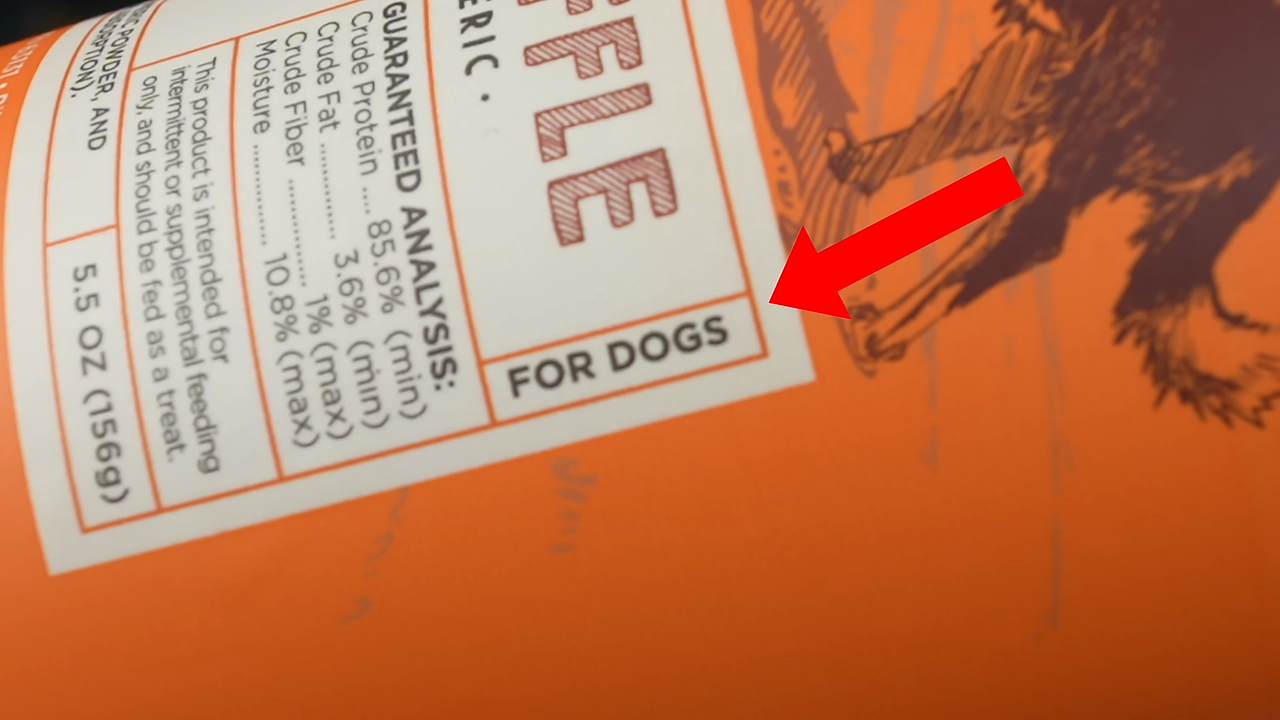 FFLE
FOR DOGS
ERIC •
GUARANTEED ANALYSIS:
Crude Protein .... 85.6% (min)
Crude Fat ............ 3.6% (min)
Crude Fiber ............. 1% (max)
Moisture ............. 10.8% (max)
This product is intended for
intermittent or supplemental feeding
only, and should be fed as a treat.
POWDER, AND
5.5 OZ (156g)